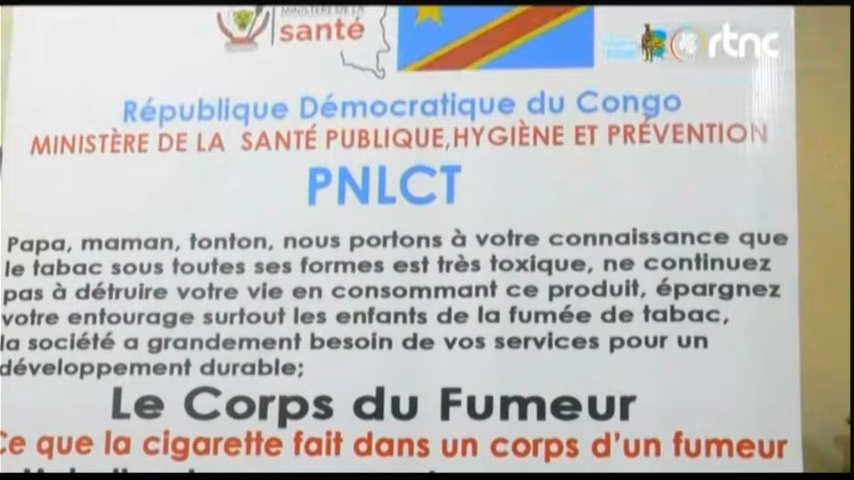 MINISTÈRE DE LA
santé
rtnc
République Démocratique du Congo
MINISTÈRE DE LA SANTÉ PUBLIQUE,HYGIÈNE ET PRÉVENTION
PNLCT
Papa, maman, tonton, nous portons à votre connaissance que
le tabac sous toutes ses formes est très toxique, ne continuez
pas à détruire votre vie en consommant ce produit, épargnez
votre entourage surtout les enfants de la fumée de tabac,
la société a grandement besoin de vos services pour un
développement durable;
Le Corps du Fumeur
Ce que la cigarette fait dans un corps d'un fumeur